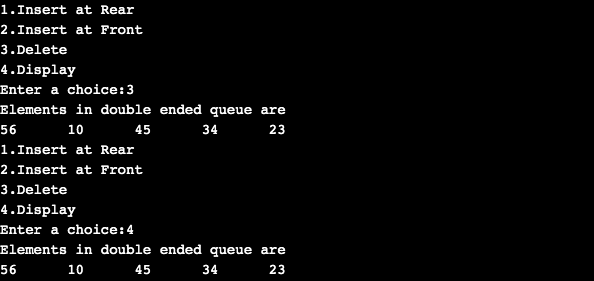 1.Insert at Rear
2.Insert at Front
3.Delete
4.Display
Enter a choice:3
Elements in double ended queue are
56 10 45 34 23
1.Insert at Rear
2.Insert at Front
3.Delete
4.Display
Enter a choice:4
Elements in double ended queue are
56 10 45 34 23